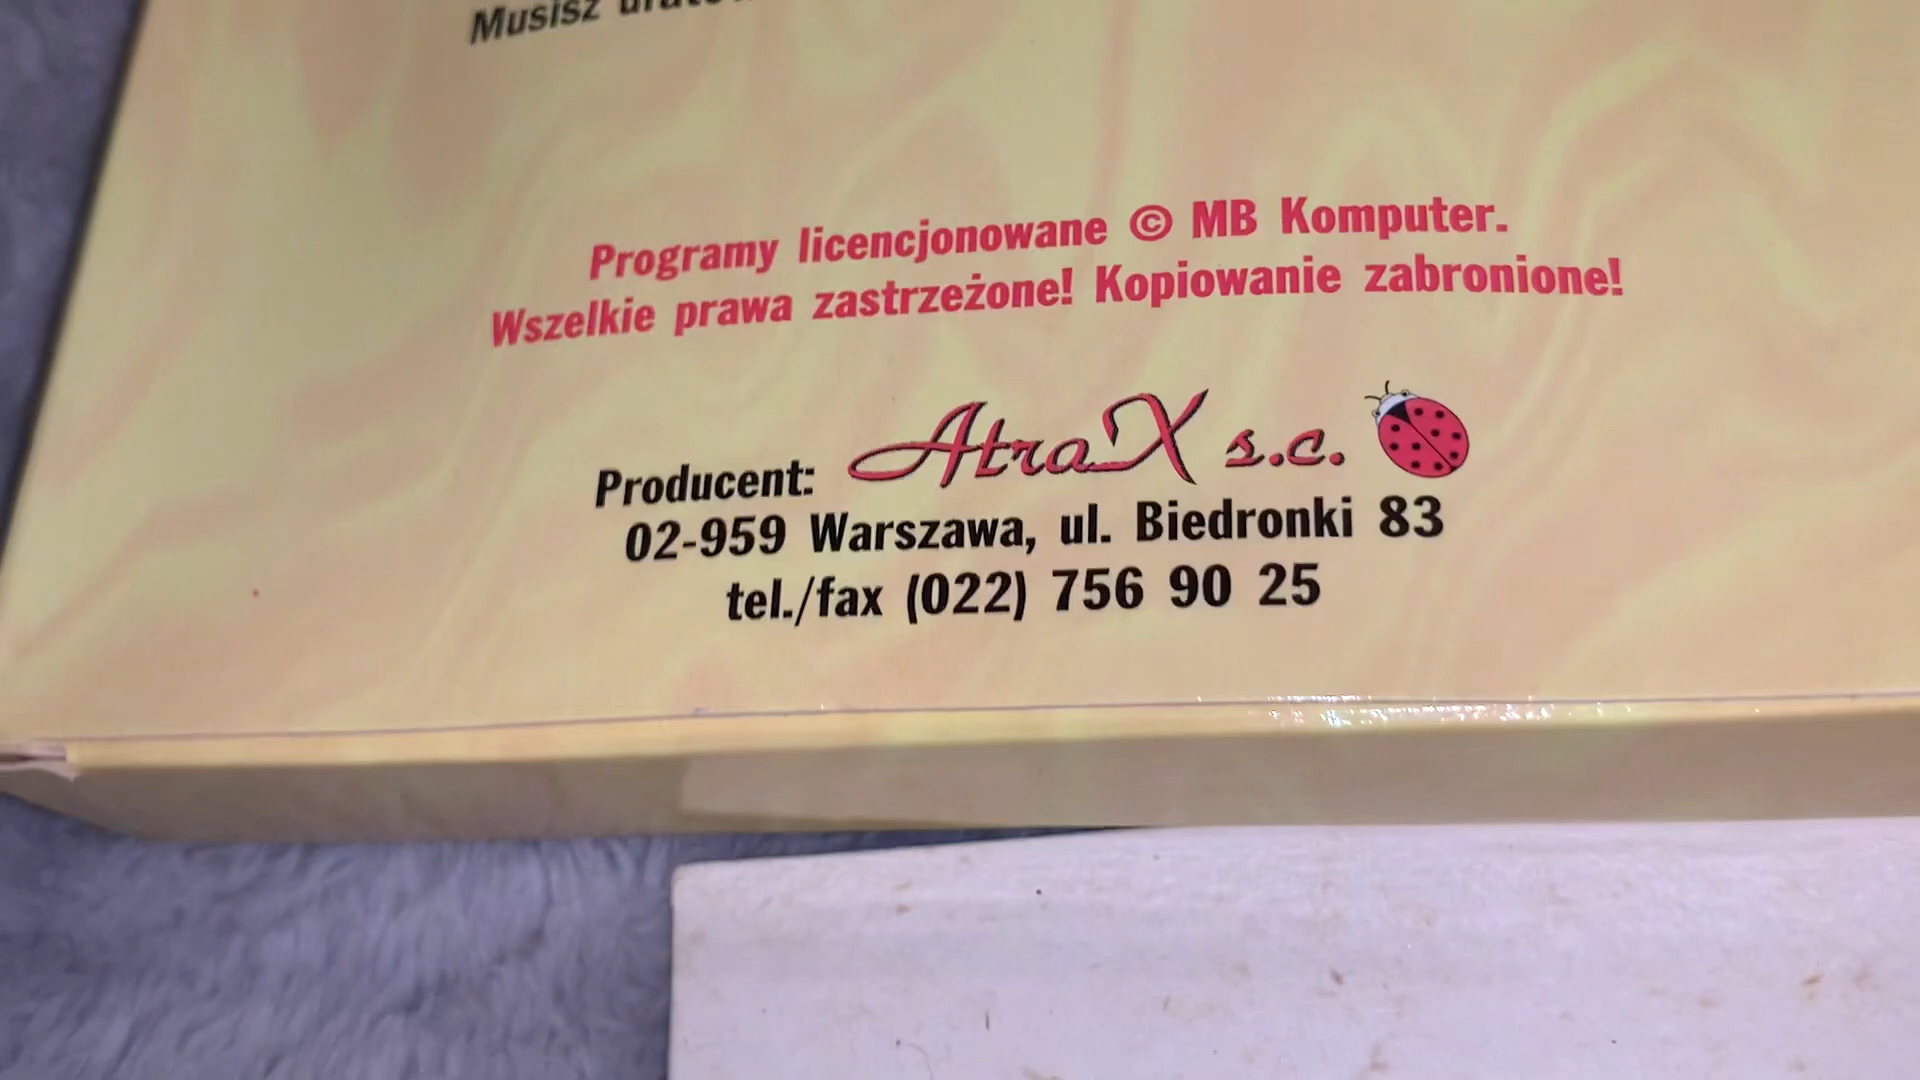 Musisz
Programy licencjonowane © MB Komputer.
Wszelkie prawa zastrzeżone! Kopiowanie zabronione!
Producent: AtraX s.c.
02-959 Warszawa, ul. Biedronki 83
tel./fax (022) 756 90 25